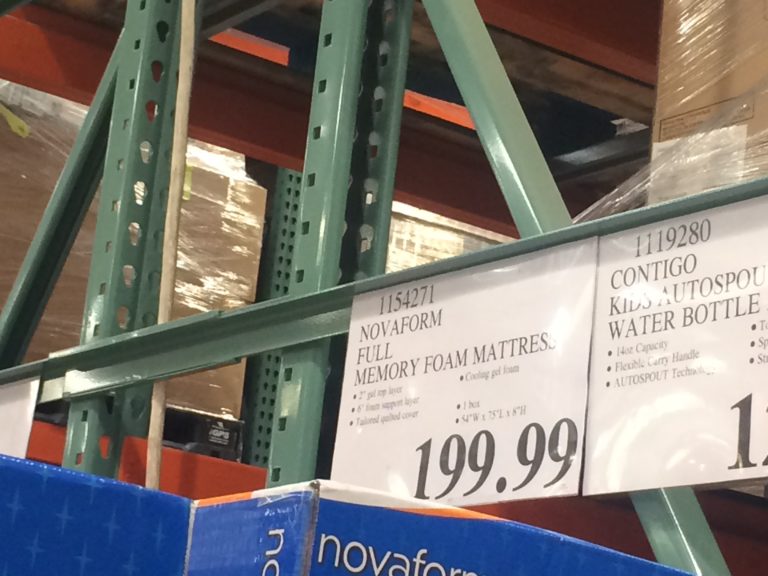 1154271
NOVAFORM
FULL
MEMORY FOAM MATTRESS
• 2" gel top layer
• 6" foam support layer
• Tailored quilted cover
• Cooling gel foam
• 1 box
• 54"W x 75"L x 8"H
199.99
1119280
CONTIGO
KIDS AUTOSPOU
WATER BOTTLE
• 14oz Capacity
• Flexible Carry Handle
• AUTOSPOUT Technology
novaform